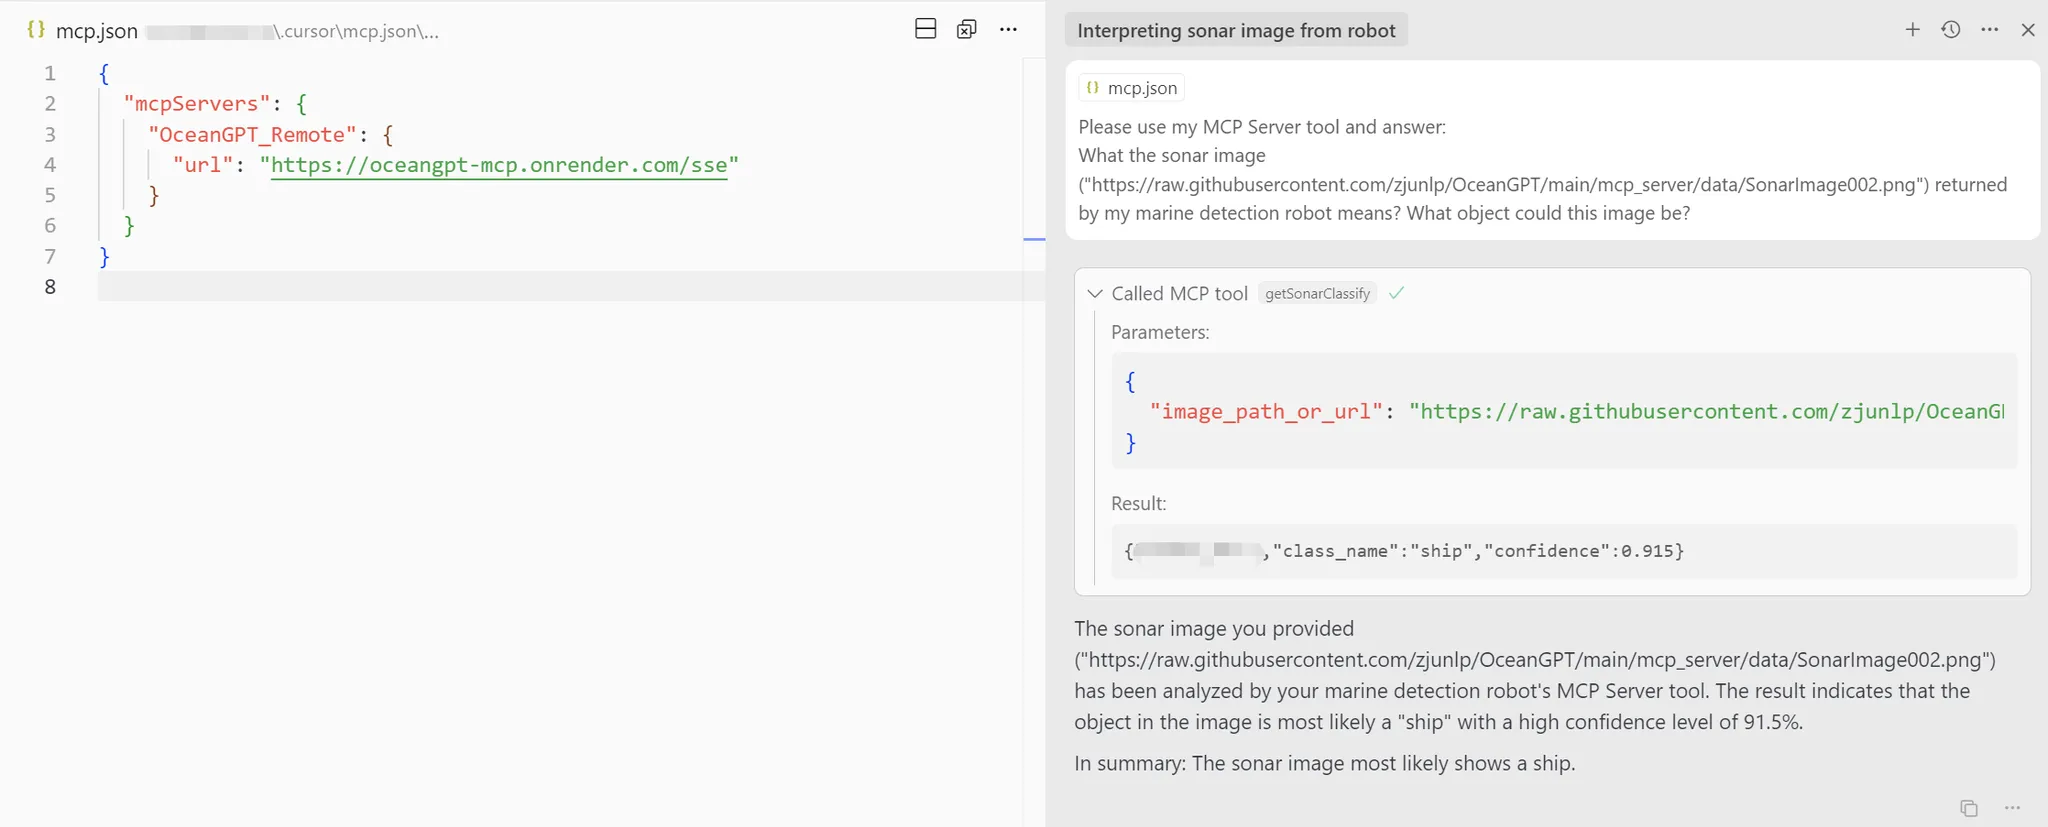 mcp.json \.cursor\mcp.json\...
1 {
2 "mcpServers": {
3 "OceanGPT_Remote": {
4 "url": "https://oceangpt-mcp.onrender.com/sse"
5 }
6 }
7 }
8
Interpreting sonar image from robot
mcp.json
Please use my MCP Server tool and answer:
What the sonar image
("https://raw.githubusercontent.com/zjunlp/OceanGPT/main/mcp_server/data/SonarImage002.png") returned
by my marine detection robot means? What object could this image be?
Called MCP tool getSonarClassify
Parameters:
{
"image_path_or_url": "https://raw.githubusercontent.com/zjunlp/OceanG
}
Result:
{ ,"class_name":"ship","confidence":0.915}
The sonar image you provided
("https://raw.githubusercontent.com/zjunlp/OceanGPT/main/mcp_server/data/SonarImage002.png")
has been analyzed by your marine detection robot's MCP Server tool. The result indicates that the
object in the image is most likely a "ship" with a high confidence level of 91.5%.
In summary: The sonar image most likely shows a ship.